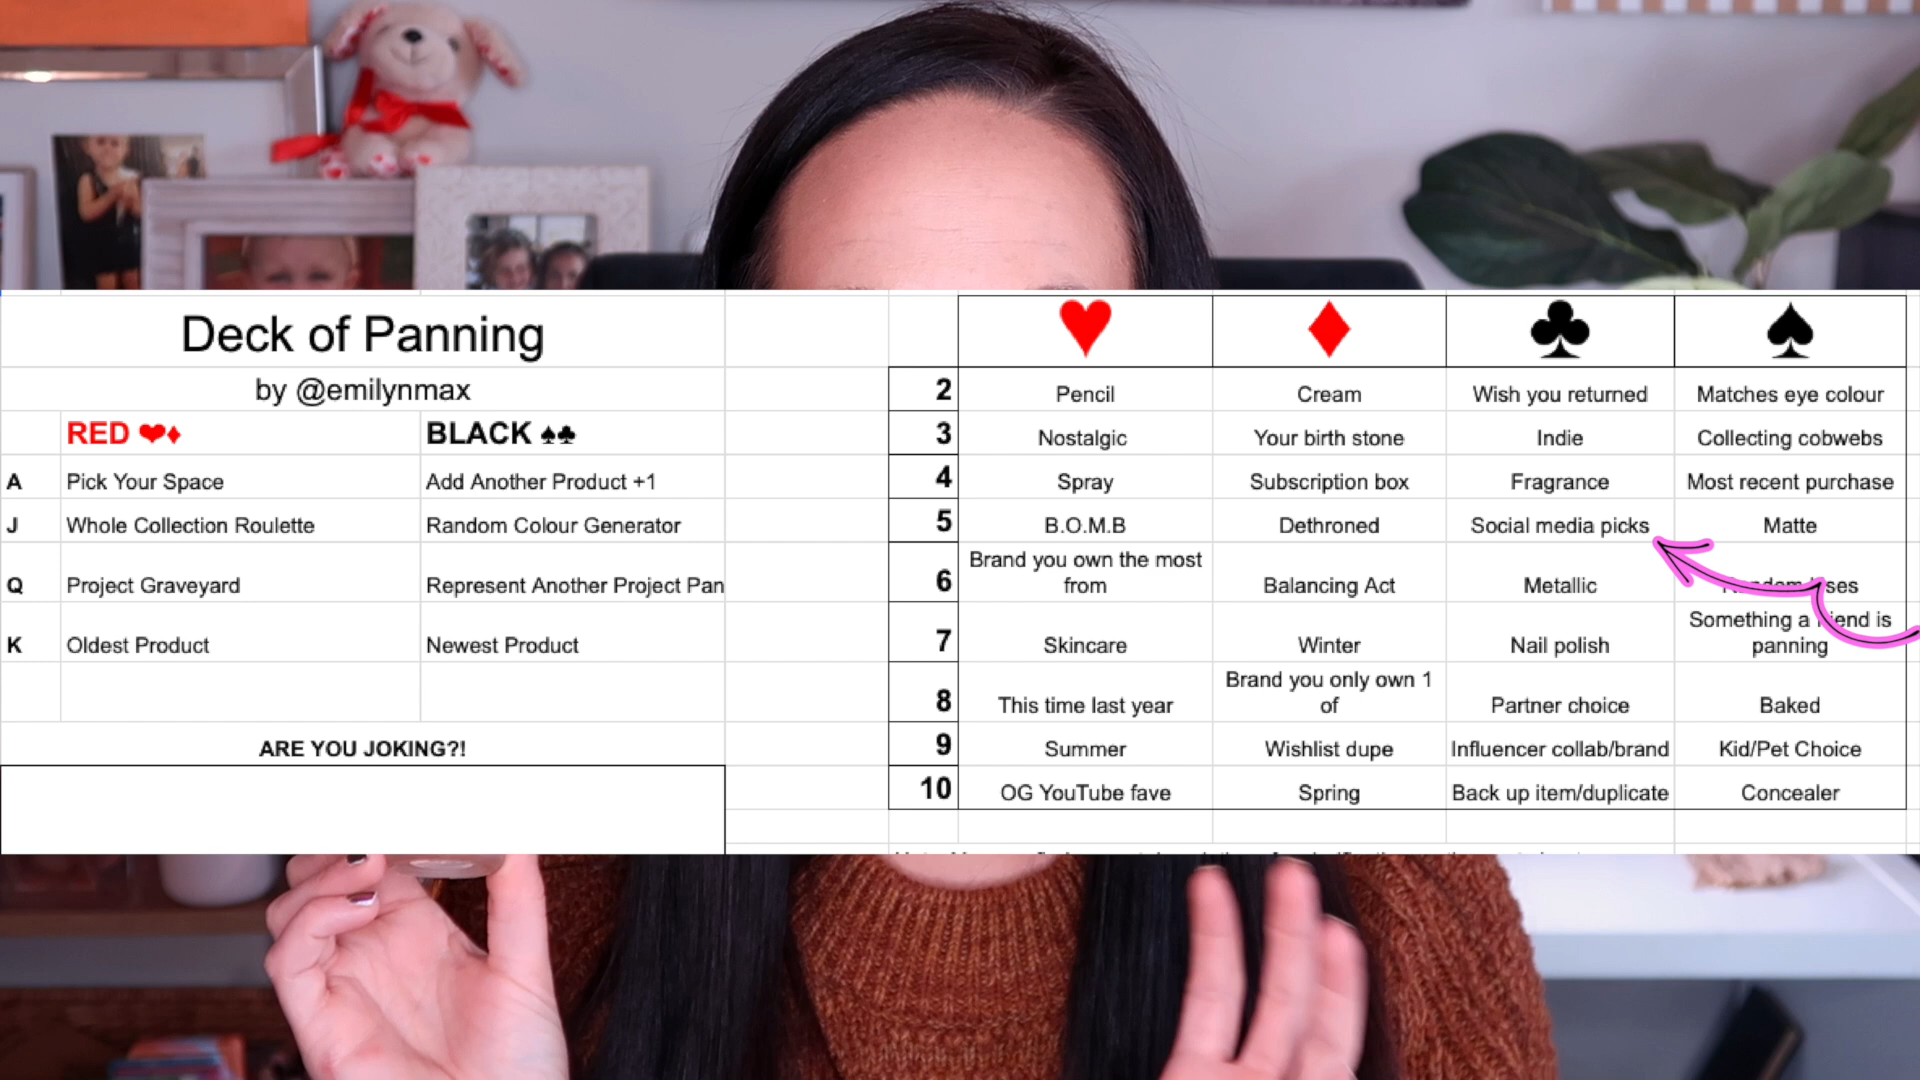 Deck of Panning
by @emilynmax
RED ♥♦ BLACK ♠♣
A Pick Your Space Add Another Product +1
J Whole Collection Roulette Random Colour Generator
Q Project Graveyard Represent Another Project Pan
K Oldest Product Newest Product
ARE YOU JOKING?!
♥ ♦ ♣ ♠
2 Pencil Cream Wish you returned Matches eye colour
3 Nostalgic Your birth stone Indie Collecting cobwebs
4 Spray Subscription box Fragrance Most recent purchase
5 B.O.M.B Dethroned Social media picks Matte
6 Brand you own the most from Balancing Act Metallic
7 Skincare Winter Nail polish Something a friend is panning
8 This time last year Brand you only own 1 of Partner choice Baked
9 Summer Wishlist dupe Influencer collab/brand Kid/Pet Choice
10 OG YouTube fave Spring Back up item/duplicate Concealer